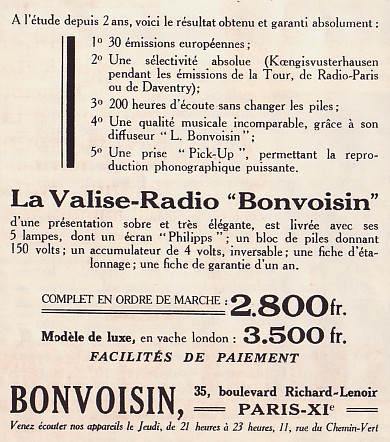 A l'étude depuis 2 ans, voici le résultat obtenu et garanti absolument :
1º 30 émissions européennes ;
2º Une sélectivité absolue (Kœngisvusterhausen
pendant les émissions de la Tour, de Radio-Paris
ou de Daventry);
3º 200 heures d'écoute sans changer les piles ;
4º Une qualité musicale incomparable, grâce à son
diffuseur " L. Bonvoisin " ;
5º Une prise " Pick-Up ", permettant la repro-
duction phonographique puissante.
La Valise-Radio "Bonvoisin"
d'une présentation sobre et très élégante, est livrée avec ses
5 lampes, dont un écran "Philipps" ; un bloc de piles donnant
150 volts ; un accumulateur de 4 volts, inversable ; une fiche d'éta-
lonnage ; une fiche de garantie d'un an.
COMPLET EN ORDRE DE MARCHE : 2.800 fr.
Modèle de luxe, en vache london : 3.500 fr.
FACILITÉS DE PAIEMENT
BONVOISIN, 35, boulevard Richard-Lenoir
PARIS-XIe
Venez écouter nos appareils le Jeudi, de 21 heures à 23 heures, 11, rue du Chemin-Vert